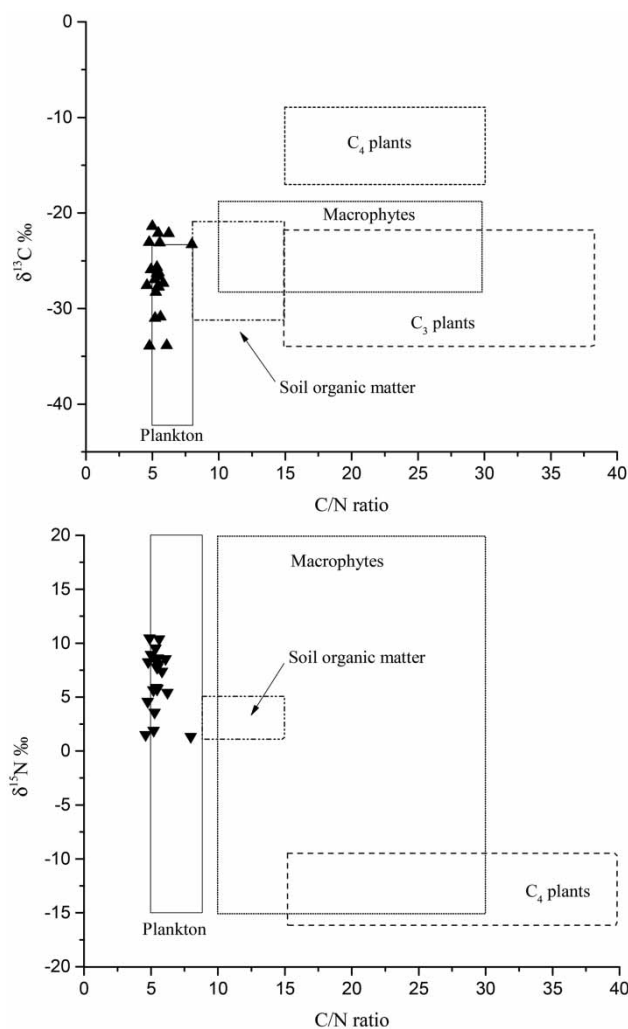 0
-10
-20
-30
-40
δ13C ‰
C4 plants
Macrophytes
C3 plants
Soil organic matter
Plankton
0 5 10 15 20 25 30 35 40
C/N ratio
20
15
10
5
0
-5
-10
-15
-20
δ15N ‰
Macrophytes
Soil organic matter
C4 plants
Plankton
0 5 10 15 20 25 30 35 40
C/N ratio